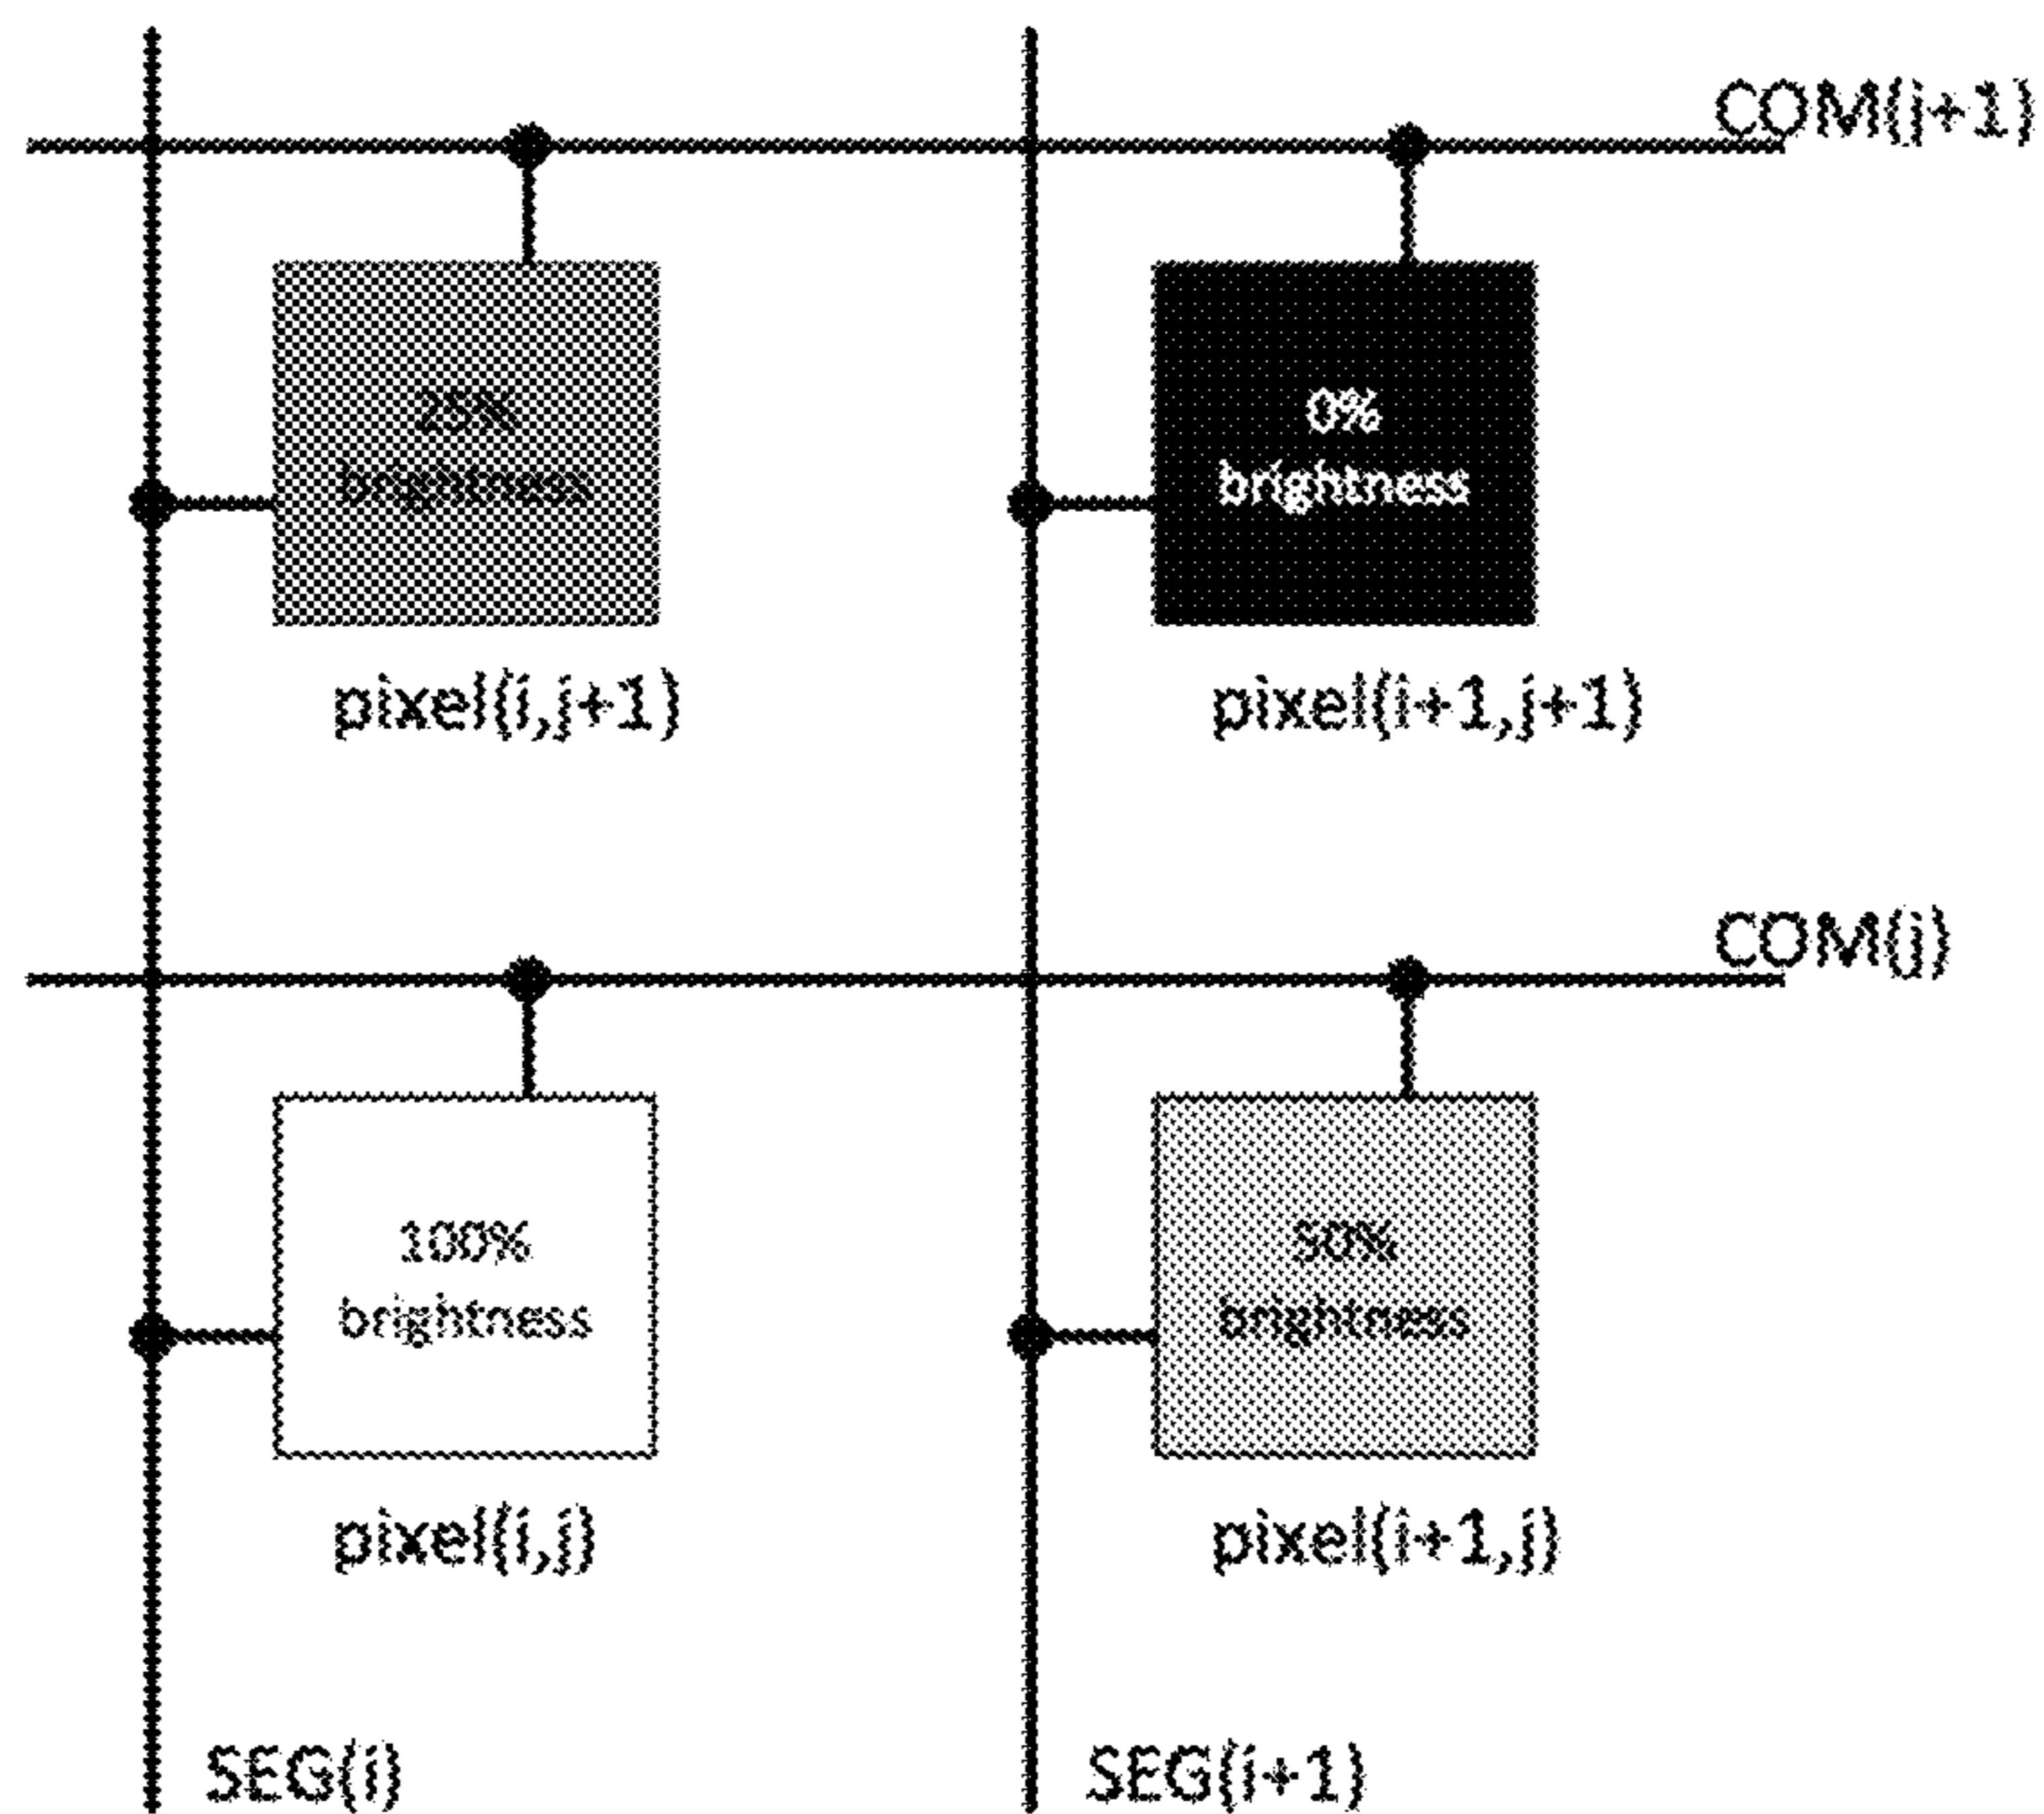 COM(j+1)
25%
brightness
0%
brightness
pixel(i,j+1)
pixel(i+1,j+1)
COM(j)
100%
brightness
50%
brightness
pixel(i,j)
pixel(i+1,j)
SEG(i)
SEG(i+1)